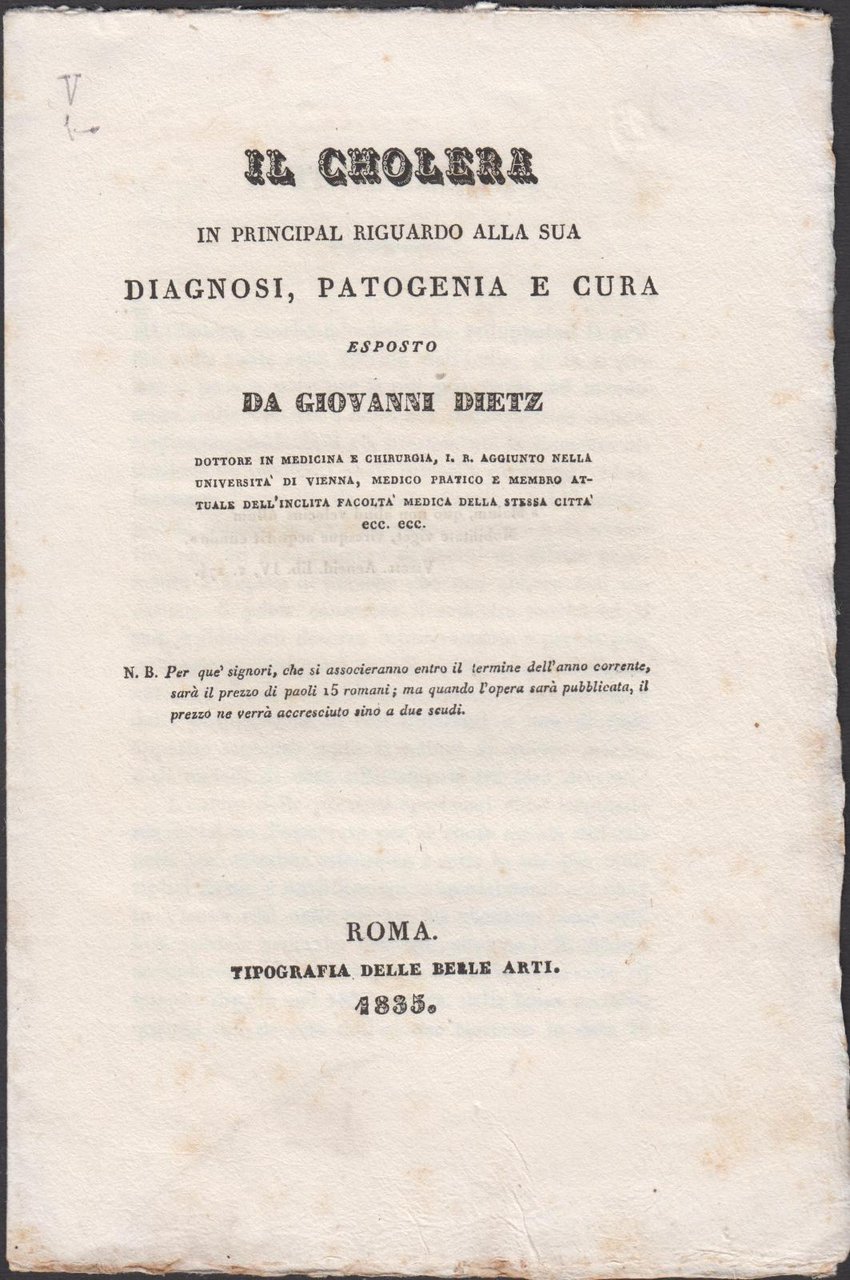 V
IL CHOLERA
IN PRINCIPAL RIGUARDO ALLA SUA
DIAGNOSI, PATOGENIA E CURA
ESPOSTO
DA GIOVANNI DIETZ
DOTTORE IN MEDICINA E CHIRURGIA, I. R. AGGIUNTO NELLA
UNIVERSITA' DI VIENNA, MEDICO PRATICO E MEMBRO AT-
TUALE DELL'INCLITA FACOLTA' MEDICA DELLA STESSA CITTA'
ecc. ecc.
N. B. Per que' signori, che si associeranno entro il termine dell'anno corrente,
sarà il prezzo di paoli 15 romani; ma quando l'opera sarà pubblicata, il
prezzo ne verrà accresciuto sino a due scudi.
ROMA.
TIPOGRAFIA DELLE BELLE ARTI.
1835.